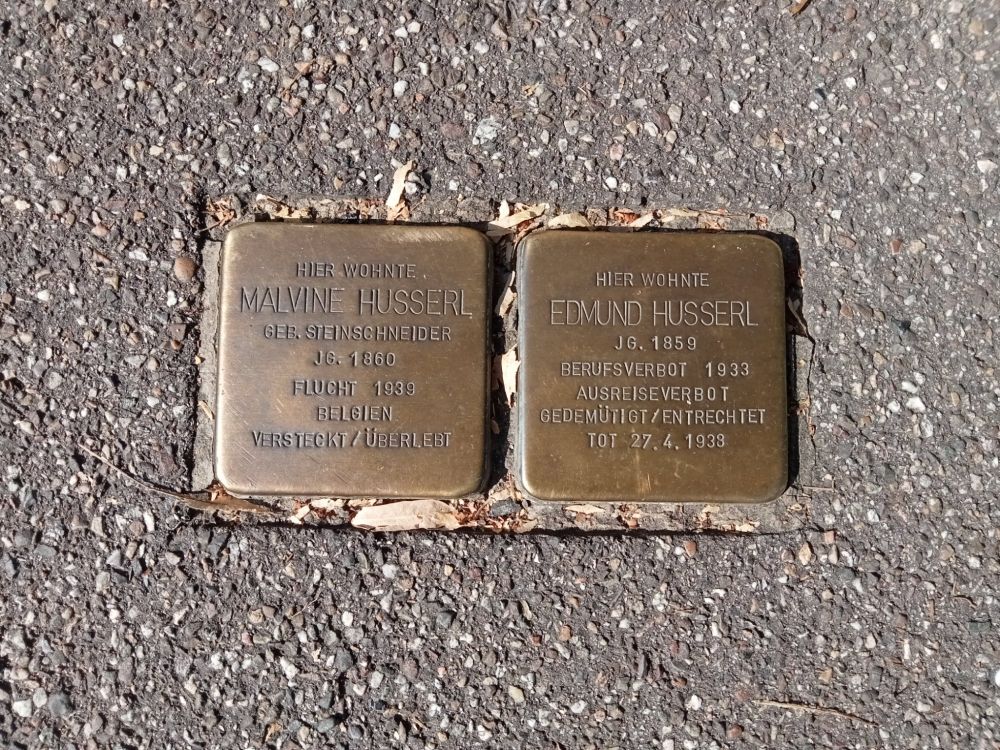 HIER WOHNTE
MALVINE HUSSERL
GEB. STEINSCHNEIDER
JG. 1860
FLUCHT 1939
BELGIEN
VERSTECKT/ÜBERLEBT
HIER WOHNTE
EDMUND HUSSERL
JG. 1859
BERUFSVERBOT 1933
AUSREISEVERBOT
GEDEMÜTIGT/ENTRECHTET
TOT 27.4.1938